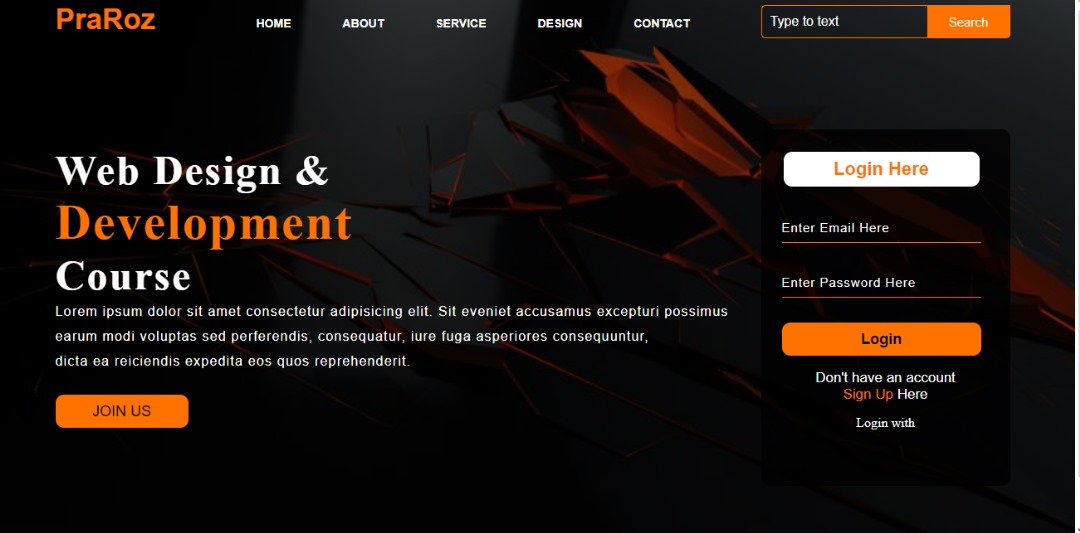 PraRoz
HOME ABOUT SERVICE DESIGN CONTACT
Type to text Search
Web Design &
Development
Course
Lorem ipsum dolor sit amet consectetur adipisicing elit. Sit eveniet accusamus excepturi possimus
earum modi voluptas sed perferendis, consequatur, iure fuga asperiores consequuntur,
dicta ea reiciendis expedita eos quos reprehenderit.
JOIN US
Login Here
Enter Email Here
Enter Password Here
Login
Don't have an account
Sign Up Here
Login with